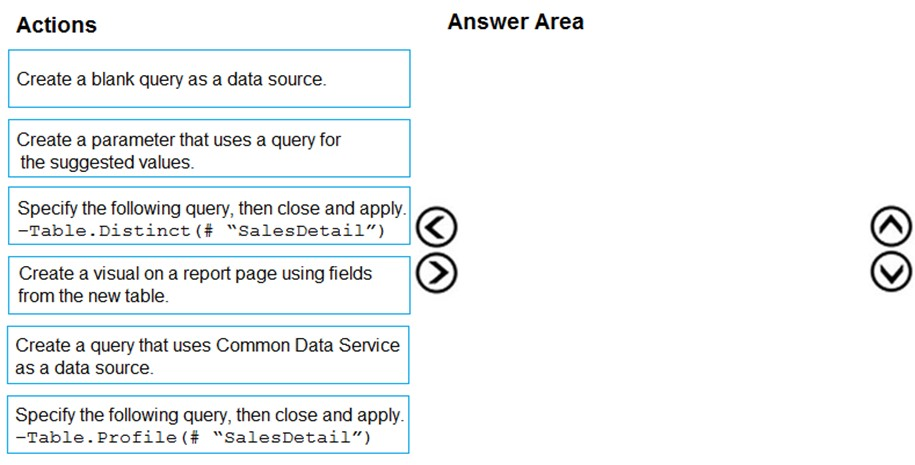 Actions
Answer Area
Create a blank query as a data source.
Create a parameter that uses a query for
the suggested values.
Specify the following query, then close and apply.
–Table.Distinct(# “SalesDetail”)
Create a visual on a report page using fields
from the new table.
Create a query that uses Common Data Service
as a data source.
Specify the following query, then close and apply.
–Table.Profile(# “SalesDetail”)